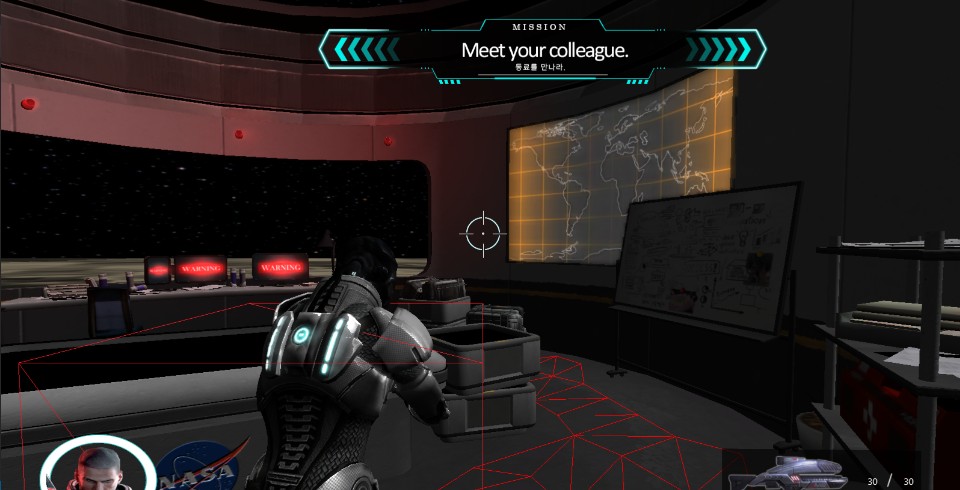 MISSION
Meet your colleague.
동료를 만나라.
WARNING
WARNING
NASA
30 / 30